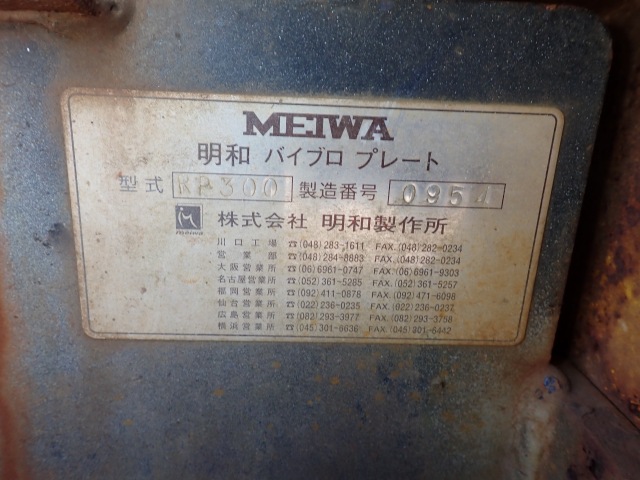 MEIWA
明和 バイブロ プレート
型式 KP300 製造番号 0954
株式会社 明和製作所
川口工場 ☎(048)283-1611 FAX.(048)282-0234
営業部 ☎(048)284-8883 FAX.(048)282-0234
大阪営業所 ☎(06)6961-0747 FAX.(06)6961-9303
名古屋営業所 ☎(052)361-5285 FAX.(052)361-5257
福岡営業所 ☎(092)411-0878 FAX.(092)471-6098
仙台営業所 ☎(022)236-0235 FAX.(022)236-0237
広島営業所 ☎(082)293-3977 FAX.(082)293-3758
横浜営業所 ☎(045)301-6636 FAX.(045)301-6442